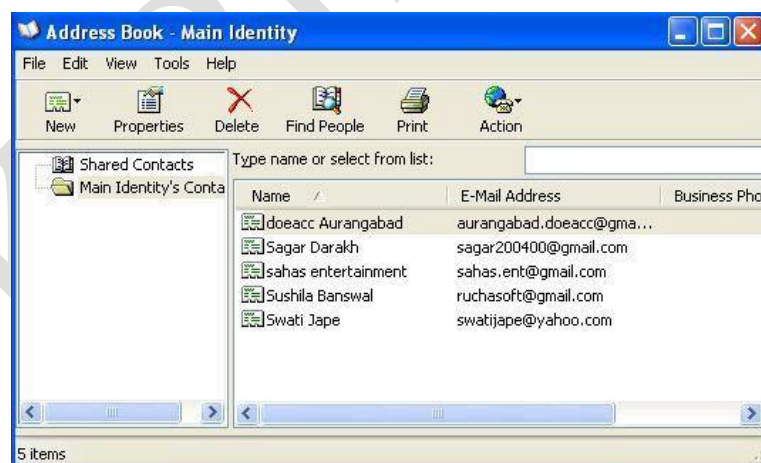 Address Book - Main Identity
File Edit View Tools Help
New Properties Delete Find People Print Action
Shared Contacts
Main Identity's Conta
Type name or select from list:
Name E-Mail Address Business Pho
doeacc Aurangabad aurangabad.doeacc@gma...
Sagar Darakh sagar200400@gmail.com
sahas entertainment sahas.ent@gmail.com
Sushila Banswal ruchasoft@gmail.com
Swati Jape swatijape@yahoo.com
5 items